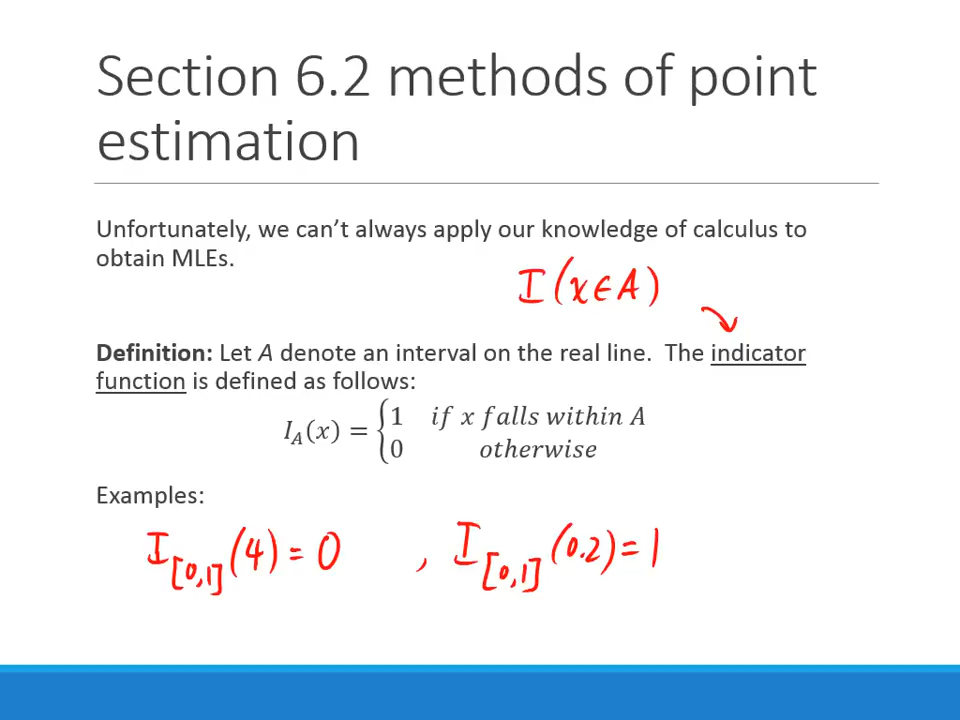 Section 6.2 methods of point
estimation
Unfortunately, we can't always apply our knowledge of calculus to
obtain MLEs.
I(x∈A)
Definition: Let A denote an interval on the real line. The indicator
function is defined as follows:
I_A(x) = {1 if x falls within A
0 otherwise
Examples:
I_[0,1](4) = 0 , I_[0,1](0.2) = 1